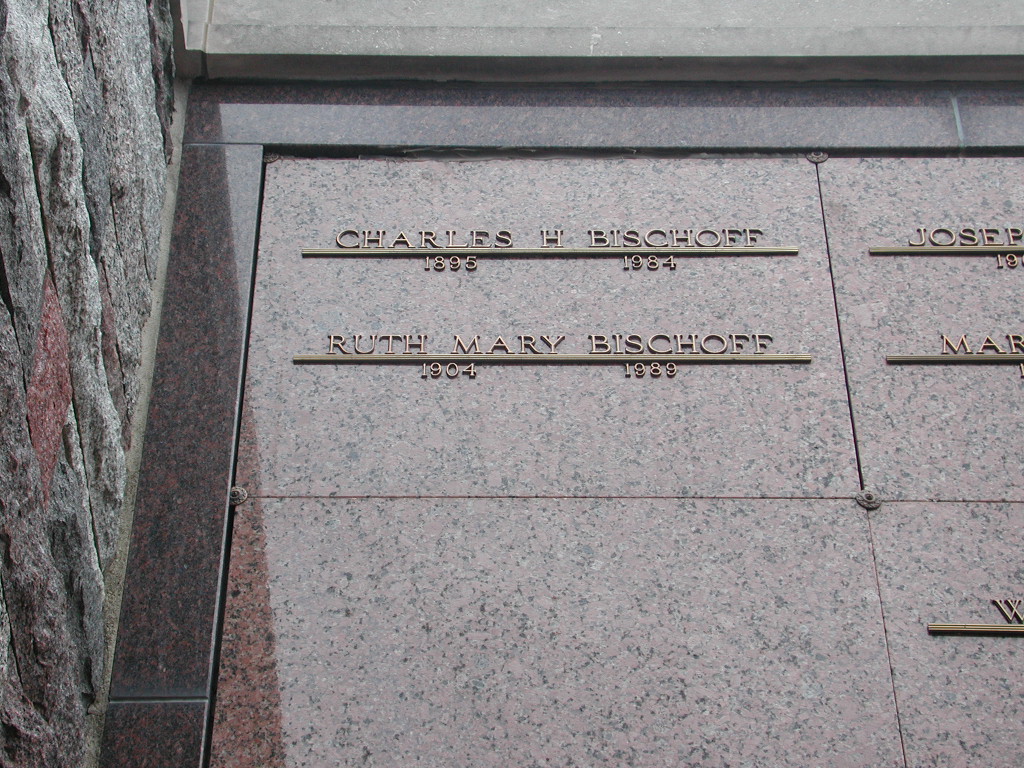 CHARLES H BISCHOFF
1895 1984
RUTH MARY BISCHOFF
1904 1989